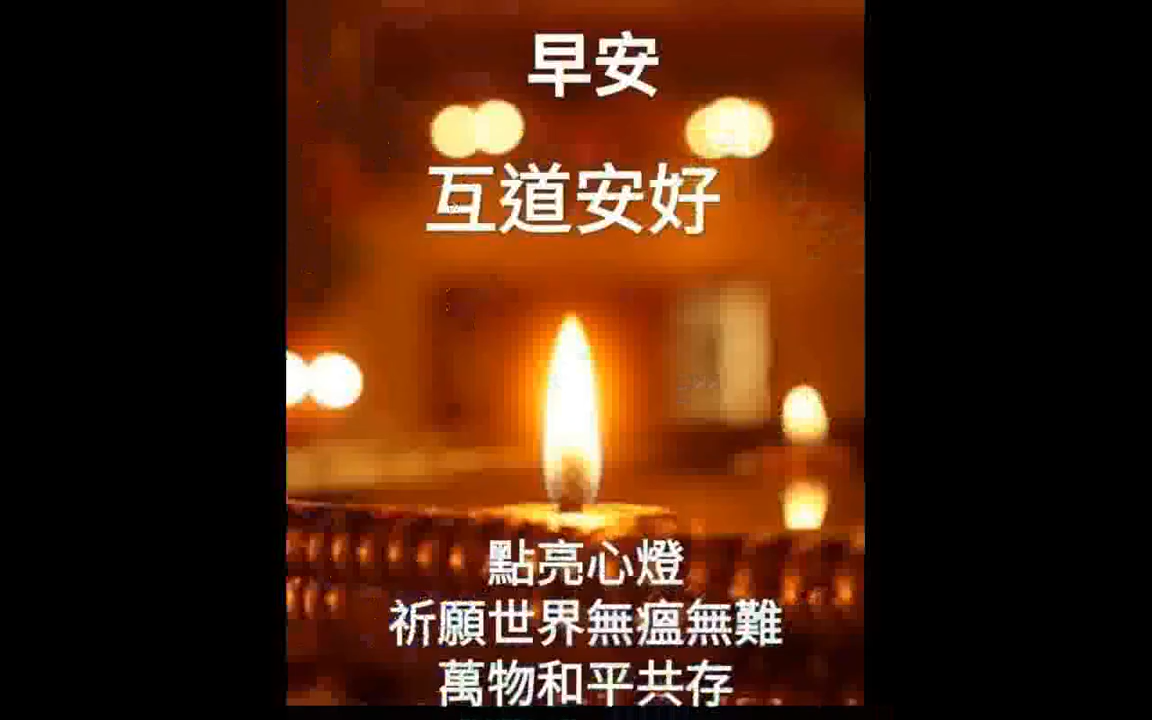 早安
互道安好
點亮心燈
祈願世界無瘟無難
萬物和平共存